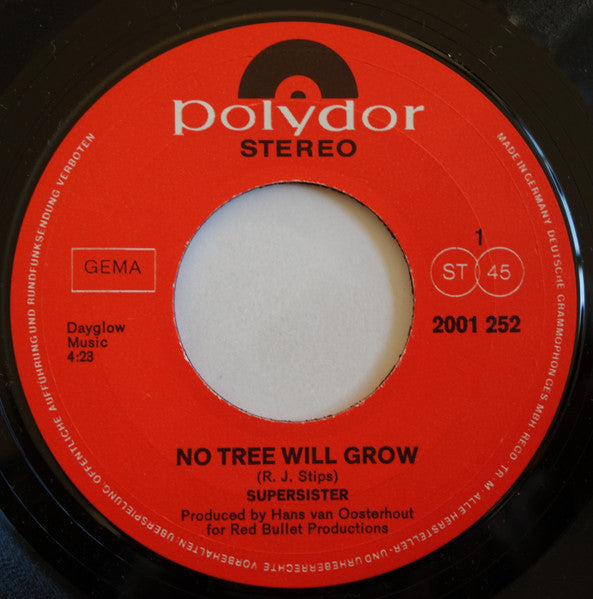 polydor
STEREO
GEMA
1
ST 45
Dayglow
Music
4:23
2001 252
NO TREE WILL GROW
(R. J. Stips)
SUPERSISTER
Produced by Hans van Oosterhout
for Red Bullet Productions
MADE IN GERMANY DEUTSCHE GRAMMOPHON GES MBH. REGD. TR. M. ALLE HERSTELLER- UND URHEBERRECHTE VORBEHALTEN: ÜBERSPIELUNG, ÖFFENTLICHE AUFFÜHRUNG UND RUNDFUNKSENDUNG VERBOTEN